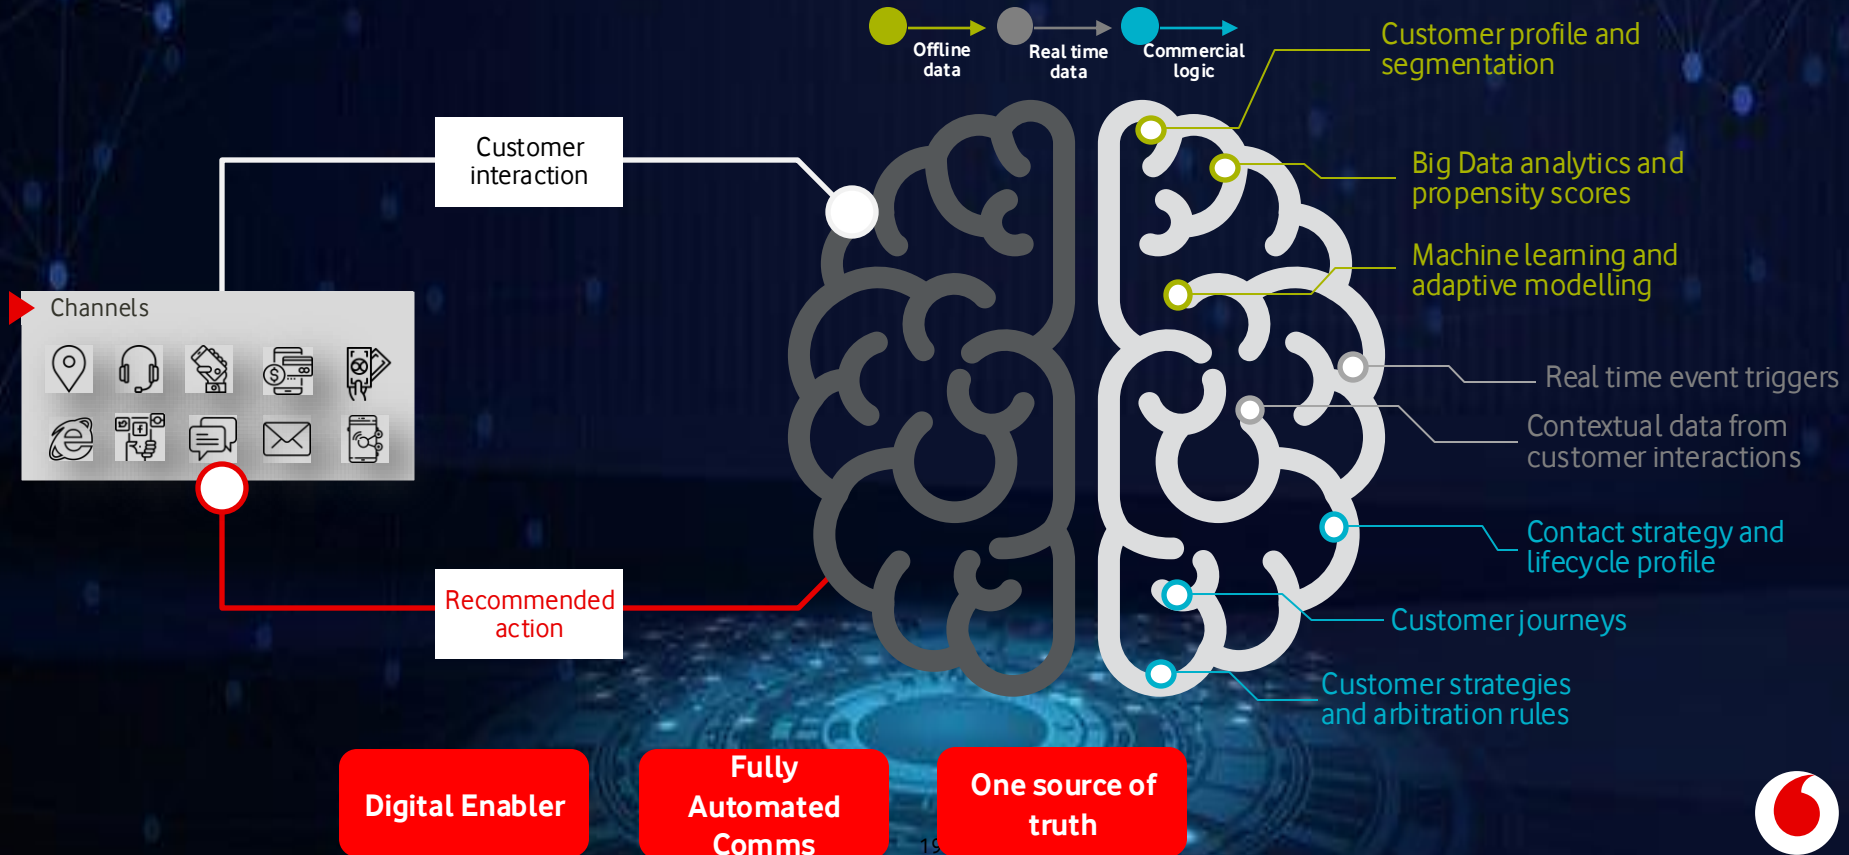 Offline
data
Real time
data
Commercial
logic
Customer profile and
segmentation
Customer
interaction
Big Data analytics and
propensity scores
Machine learning and
adaptive modelling
Channels
Real time event triggers
Contextual data from
customer interactions
Contact strategy and
lifecycle profile
Recommended
action
Customer journeys
Customer strategies
and arbitration rules
Digital Enabler
Fully
Automated
Comms
One source of
truth
19